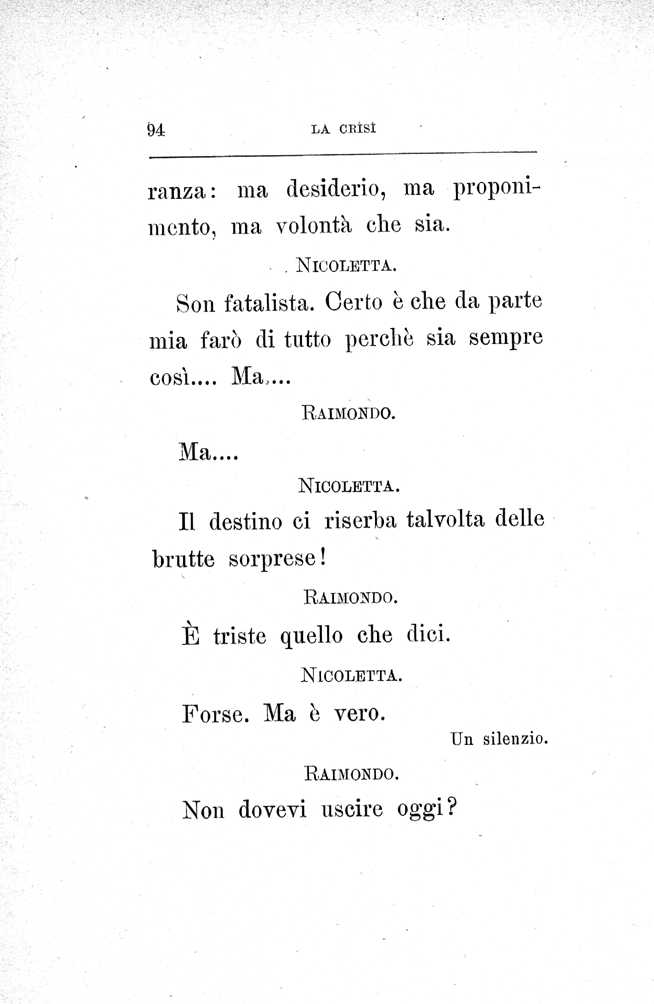 94 LA CRISI
ranza: ma desiderio, ma proponi-
mento, ma volontà che sia.
NICOLETTA.
Son fatalista. Certo è che da parte
mia farò di tutto perchè sia sempre
così.... Ma....
RAIMONDO.
Ma....
NICOLETTA.
Il destino ci riserba talvolta delle
brutte sorprese!
RAIMONDO.
È triste quello che dici.
NICOLETTA.
Forse. Ma è vero.
Un silenzio.
RAIMONDO.
Non dovevi uscire oggi?